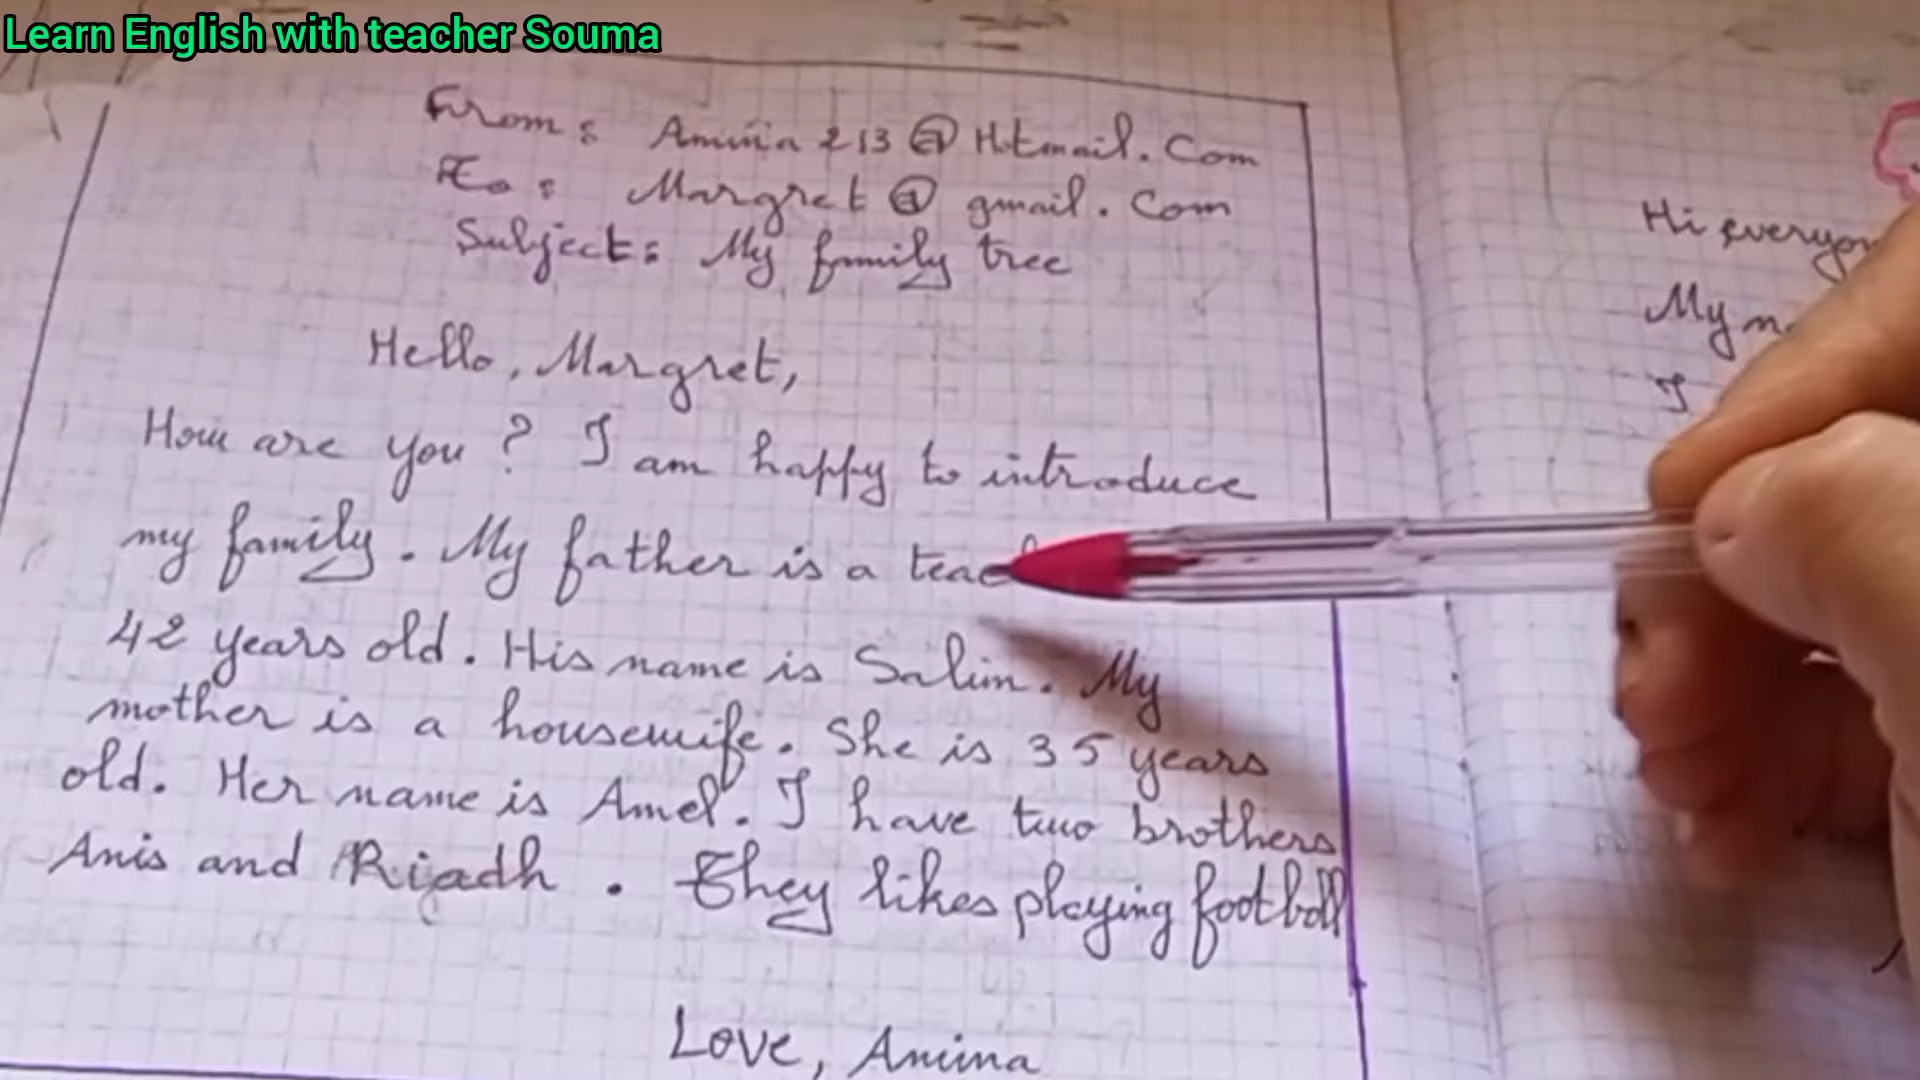 Learn English with teacher Souma
From: Amina 213 @ Hotmail. Com
To: Margret @ gmail. Com
Subject: My family tree
Hello, Margret,
How are you ? I am happy to introduce
my family. My father is a teac
42 years old. His name is Salim. My
mother is a housewife. She is 35 years
old. Her name is Amel. I have two brothers
Anis and Riadh. They likes playing football
Love, Amina
Hi everyon
My n
I